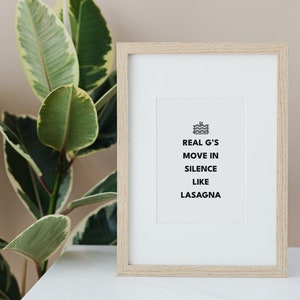 REAL G'S
MOVE IN
SILENCE
LIKE
LASAGNA